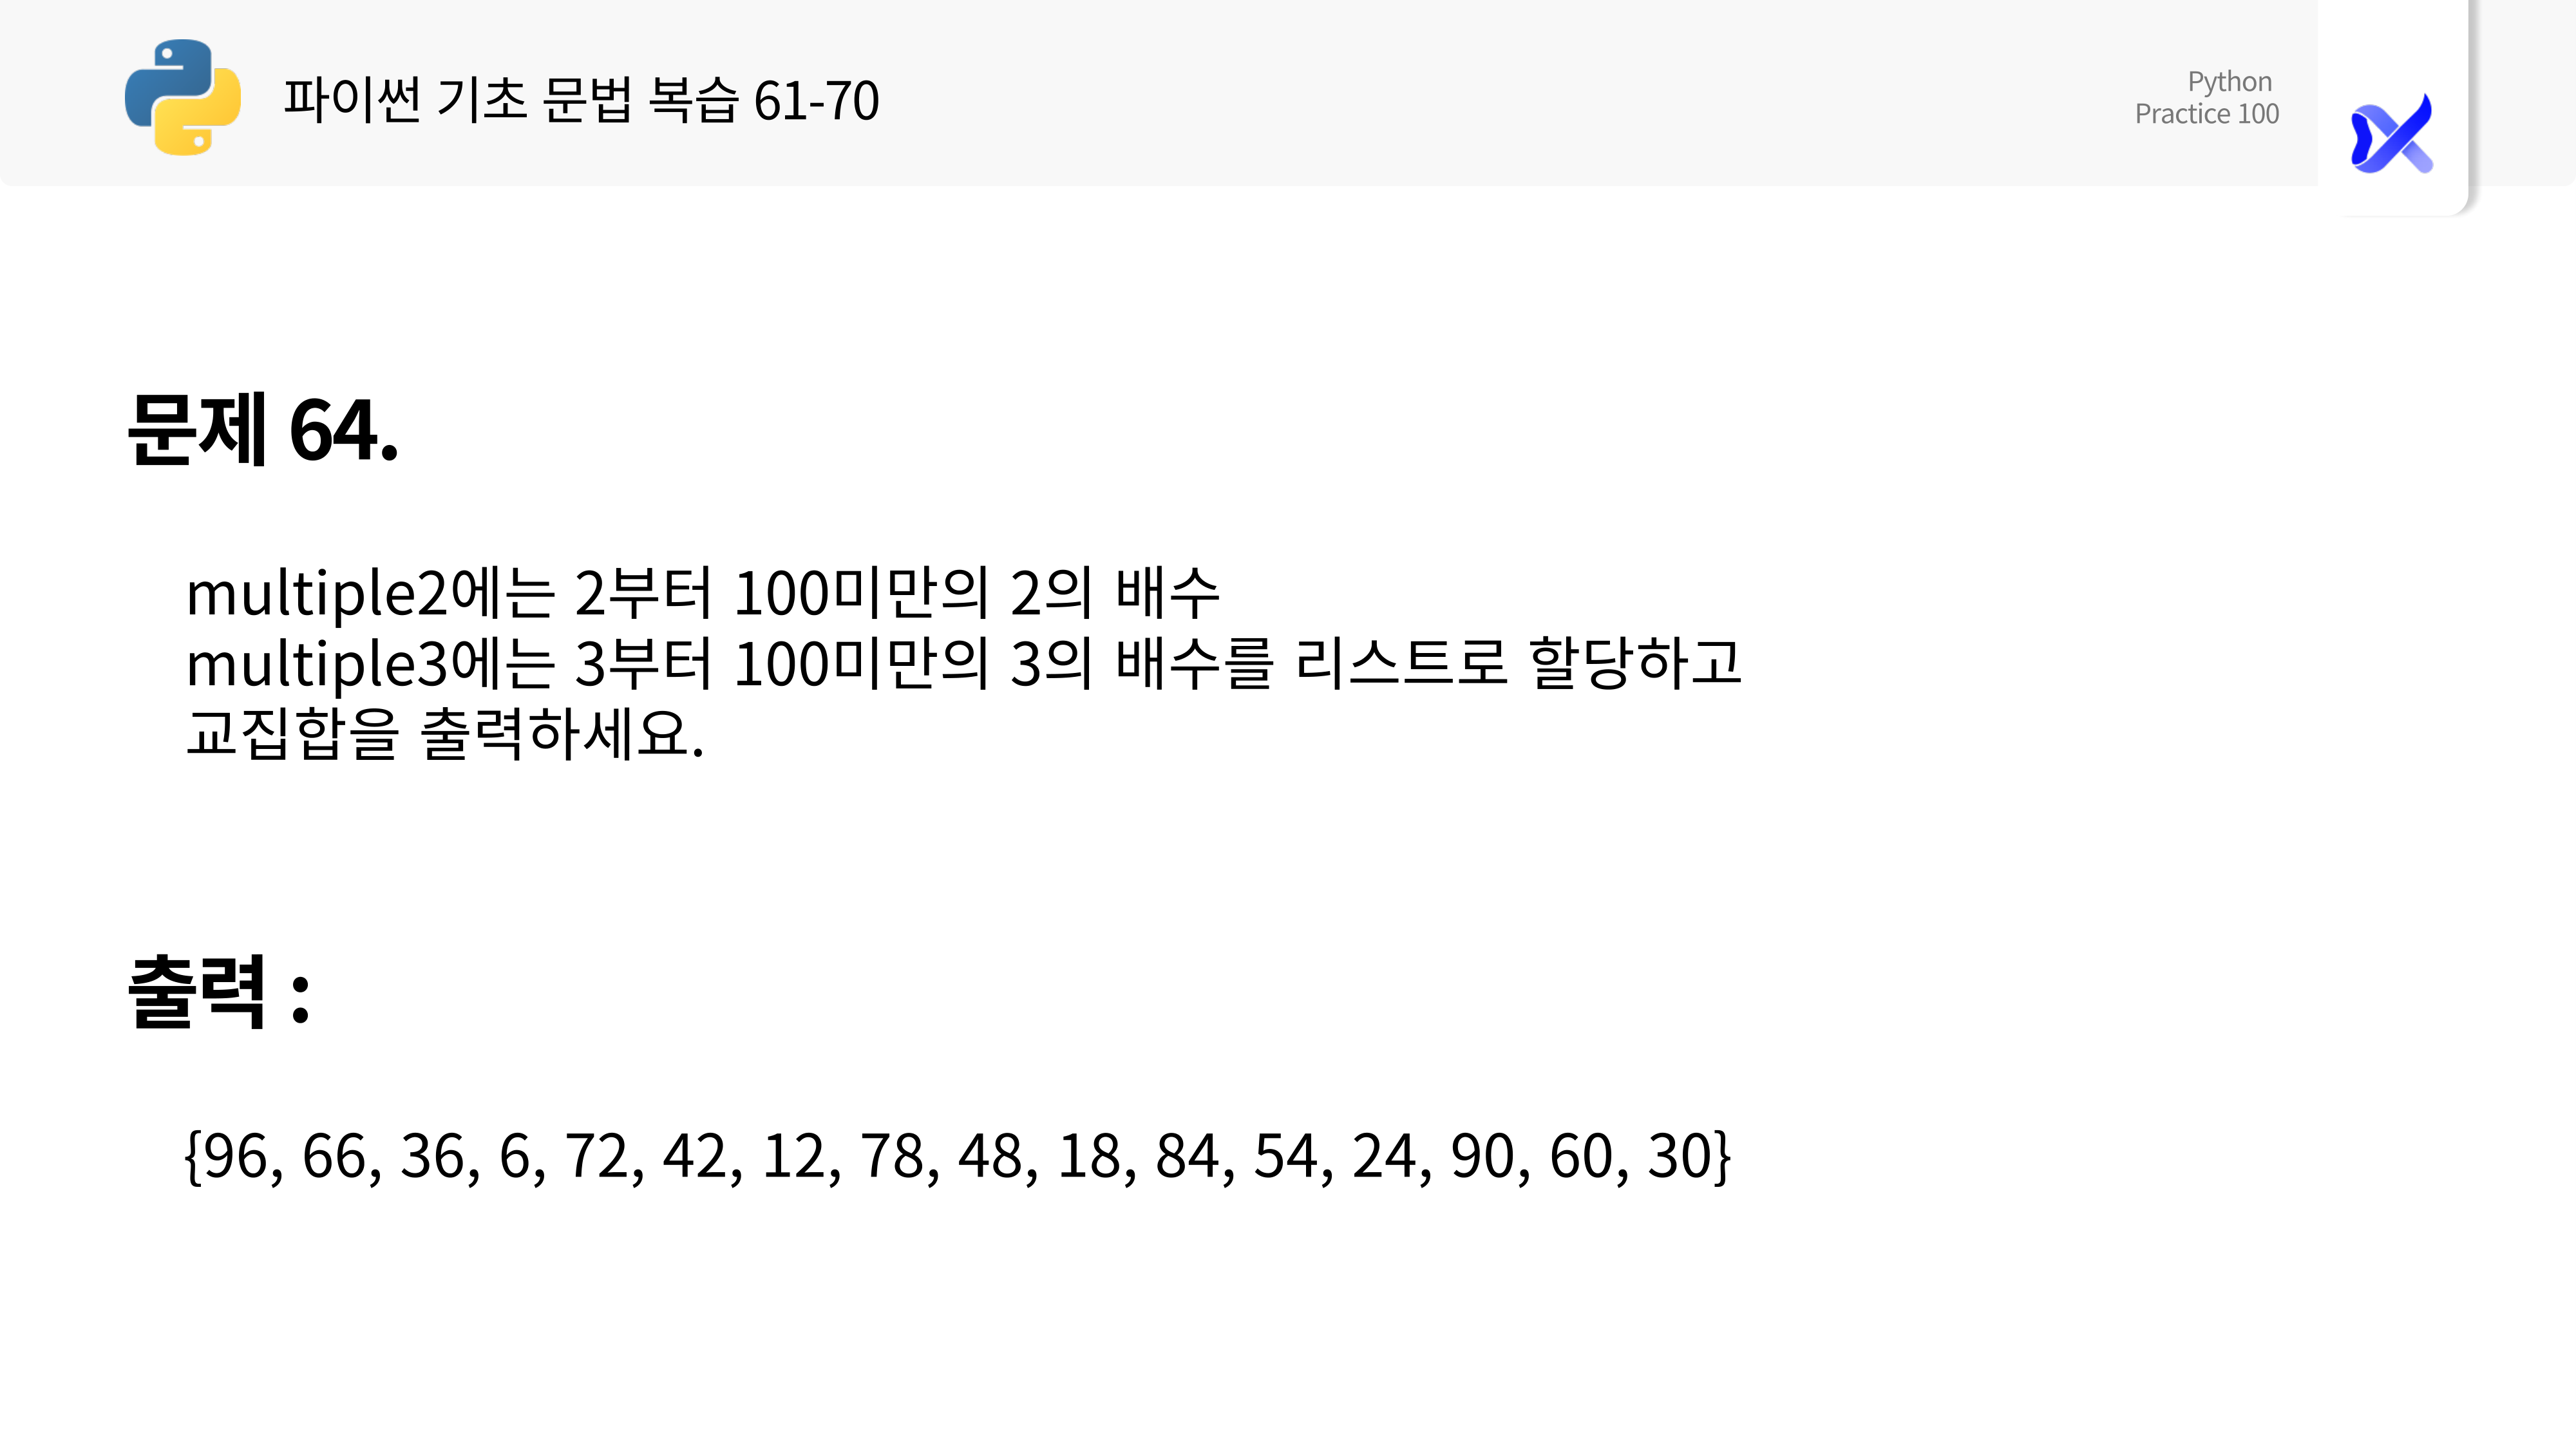 파이썬 기초 문법 복습 61-70
Python
Practice 100
문제 64.
multiple2에는 2부터 100미만의 2의 배수
multiple3에는 3부터 100미만의 3의 배수를 리스트로 할당하고
교집합을 출력하세요.
출력 :
{96, 66, 36, 6, 72, 42, 12, 78, 48, 18, 84, 54, 24, 90, 60, 30}